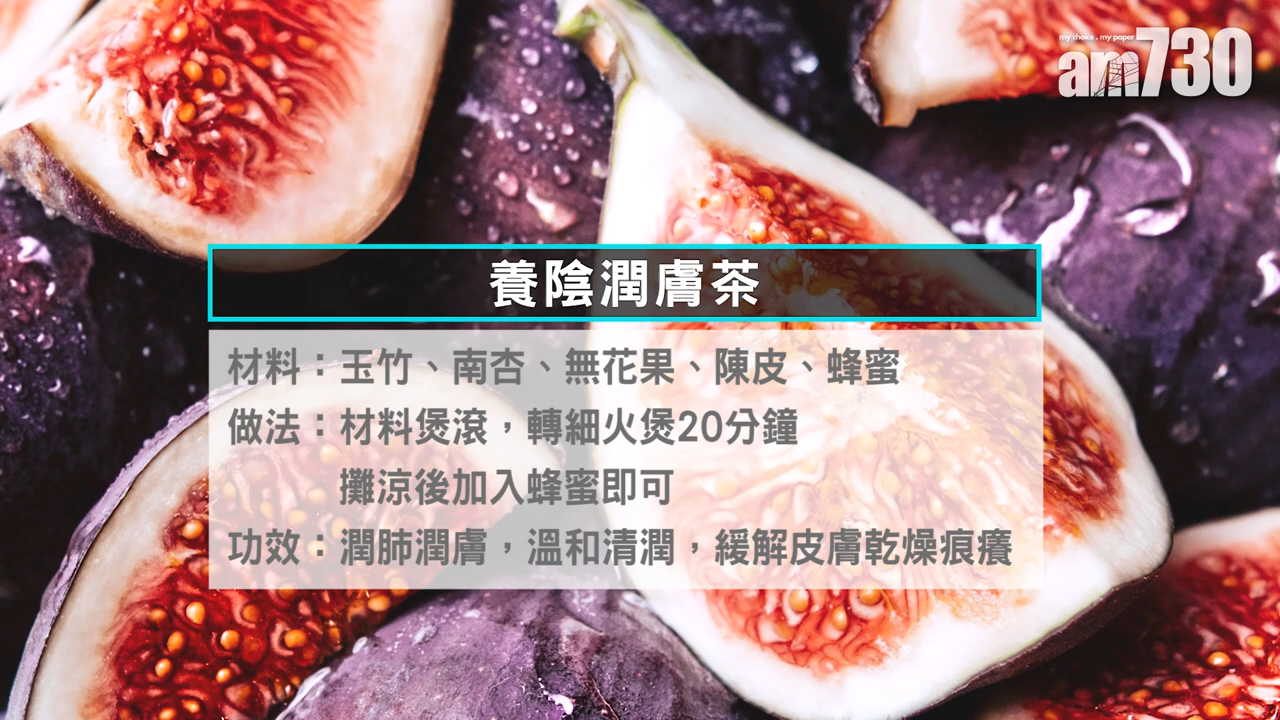 my choice . my paper
am730
養陰潤膚茶
材料：玉竹、南杏、無花果、陳皮、蜂蜜
做法：材料煲滾，轉細火煲20分鐘
攤涼後加入蜂蜜即可
功效：潤肺潤膚，溫和清潤，緩解皮膚乾燥痕癢